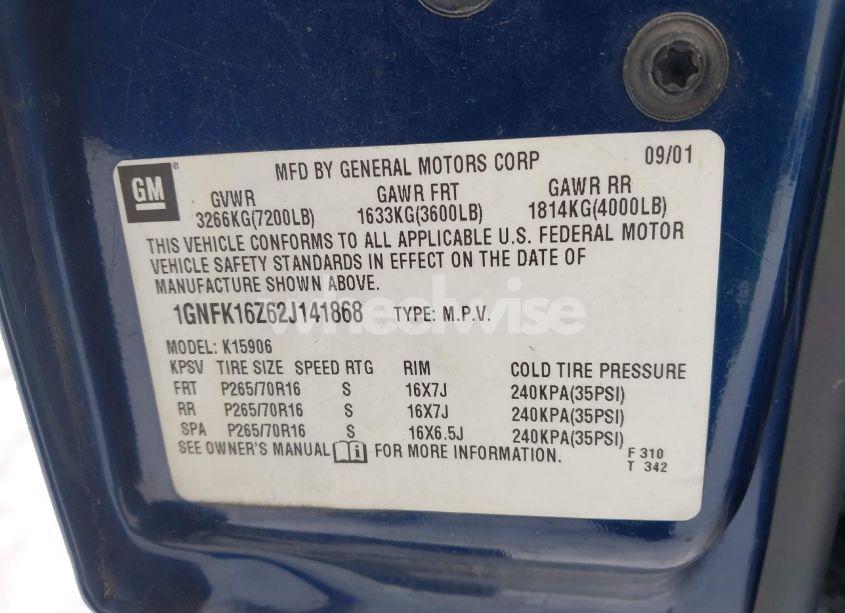 GM
MFD BY GENERAL MOTORS CORP 09/01
GVWR GAWR FRT GAWR RR
3266KG(7200LB) 1633KG(3600LB) 1814KG(4000LB)
THIS VEHICLE CONFORMS TO ALL APPLICABLE U.S. FEDERAL MOTOR
VEHICLE SAFETY STANDARDS IN EFFECT ON THE DATE OF
MANUFACTURE SHOWN ABOVE.
1GNFK16Z62J141868 TYPE: M.P.V.
wheelwise
MODEL: K15906
KPSV TIRE SIZE SPEED RTG RIM COLD TIRE PRESSURE
FRT P265/70R16 S 16X7J 240KPA(35PSI)
RR P265/70R16 S 16X7J 240KPA(35PSI)
SPA P265/70R16 S 16X6.5J 240KPA(35PSI)
SEE OWNER'S MANUAL FOR MORE INFORMATION.
F 310
T 342
wheelwise